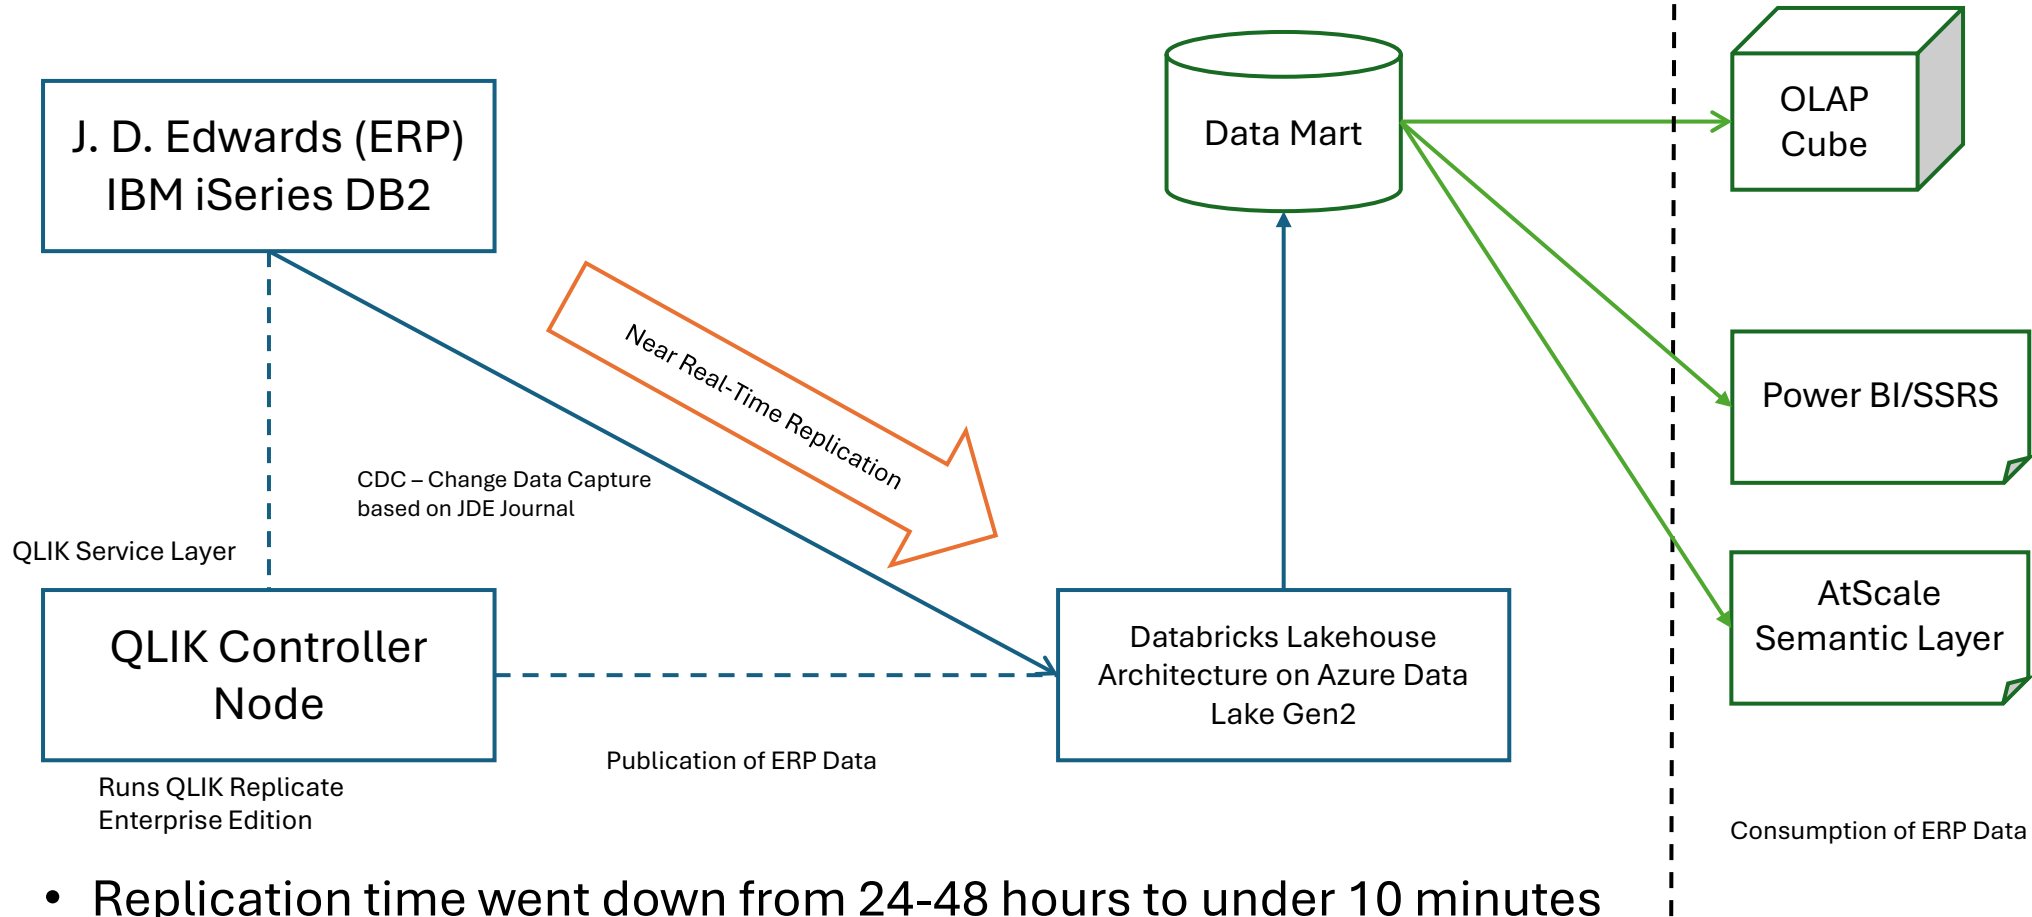 J. D. Edwards (ERP)
IBM iSeries DB2
Data Mart
OLAP
Cube
Near Real-Time Replication
Power BI/SSRS
CDC – Change Data Capture
based on JDE Journal
QLIK Service Layer
QLIK Controller
Node
Databricks Lakehouse
Architecture on Azure Data
Lake Gen2
AtScale
Semantic Layer
Publication of ERP Data
Runs QLIK Replicate
Enterprise Edition
Consumption of ERP Data
• Replication time went down from 24-48 hours to under 10 minutes